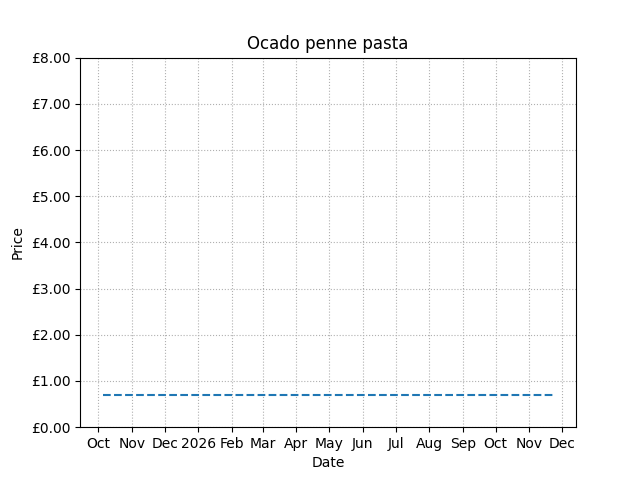 Ocado penne pasta
£8.00
£7.00
£6.00
£5.00
£4.00
£3.00
£2.00
£1.00
£0.00
Price
Oct Nov Dec 2026 Feb Mar Apr May Jun Jul Aug Sep Oct Nov Dec
Date